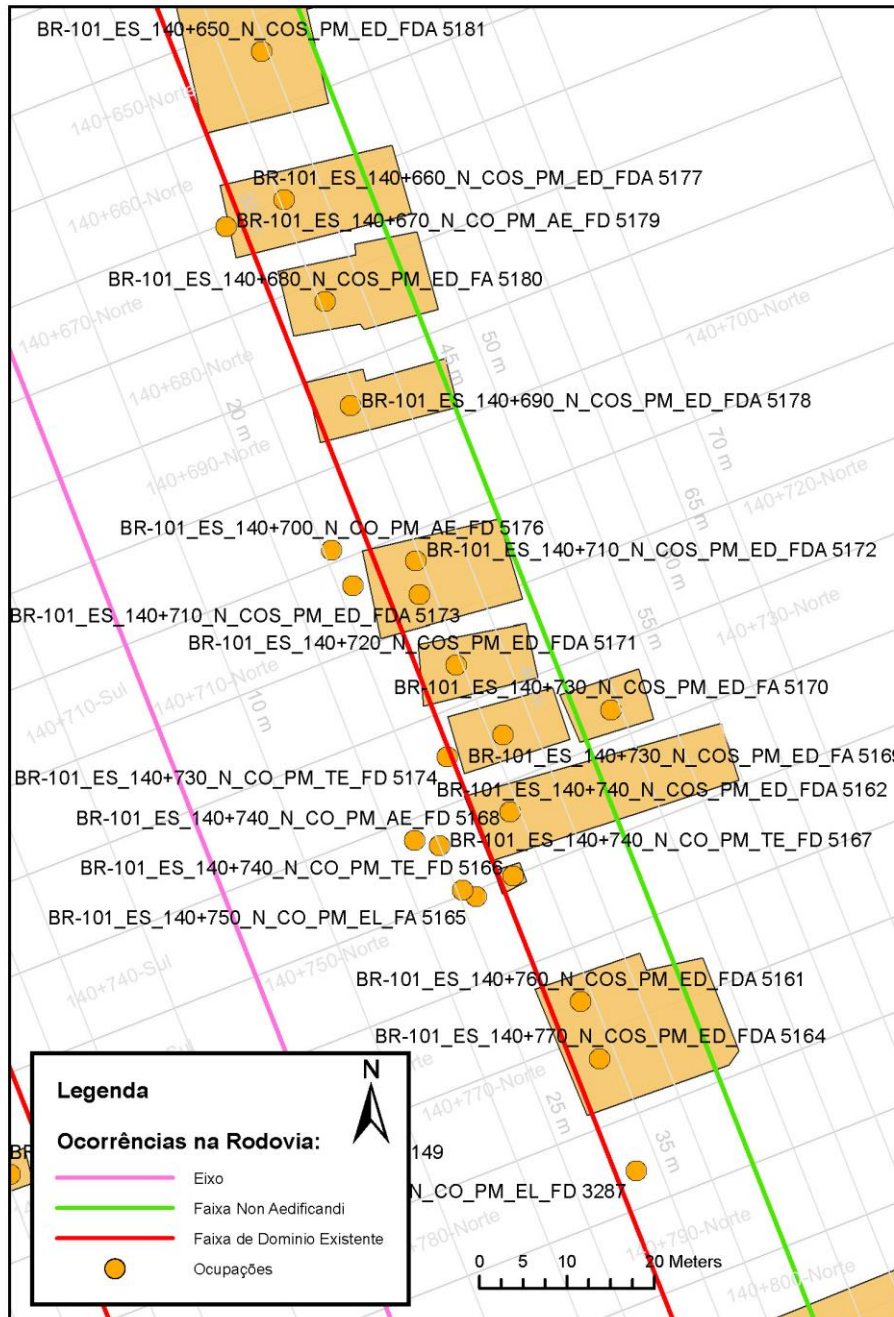 BR-101_ES_140+650_N_COS_PM_ED_FDA 5181
140+650-Norte
BR-101_ES_140+660_N_COS_PM_ED_FDA 5177
140+660-Norte
BR-101_ES_140+670_N_CO_PM_AE_FD 5179
BR-101_ES_140+680_N_COS_PM_ED_FA 5180
140+670-Norte
140+700-Norte
45 m
50 m
140+680-Norte
BR-101_ES_140+690_N_COS_PM_ED_FDA 5178
20 m
70 m
140+690-Norte
140+720-Norte
65 m
BR-101_ES_140+700_N_CO_PM_AE_FD 5176
BR-101_ES_140+710_N_COS_PM_ED_FDA 5172
BR-101_ES_140+710_N_COS_PM_ED_FDA 5173
140+730-Norte
55 m
BR-101_ES_140+720_N_COS_PM_ED_FDA 5171
140+710-Norte
140+710-Sul
BR-101_ES_140+730_N_COS_PM_ED_FA 5170
10 m
BR-101_ES_140+730_N_COS_PM_ED_FA 5169
BR-101_ES_140+730_N_CO_PM_TE_FD 5174
BR-101_ES_140+740_N_COS_PM_ED_FDA 5162
BR-101_ES_140+740_N_CO_PM_AE_FD 5168
BR-101_ES_140+740_N_CO_PM_TE_FD 5167
BR-101_ES_140+740_N_CO_PM_TE_FD 5166
BR-101_ES_140+750_N_CO_PM_EL_FA 5165
140+750-Norte
140+740-Sul
BR-101_ES_140+760_N_COS_PM_ED_FDA 5161
BR-101_ES_140+770_N_COS_PM_ED_FDA 5164
140+770-Norte
25 m
35 m
149
N_CO_PM_EL_FD 3287
140+790-Norte
+780-Norte
140+800-Norte
N
Legenda
Ocorrências na Rodovia:
Eixo
Faixa Non Aedificandi
Faixa de Dominio Existente
Ocupações
0 5 10 20 Meters